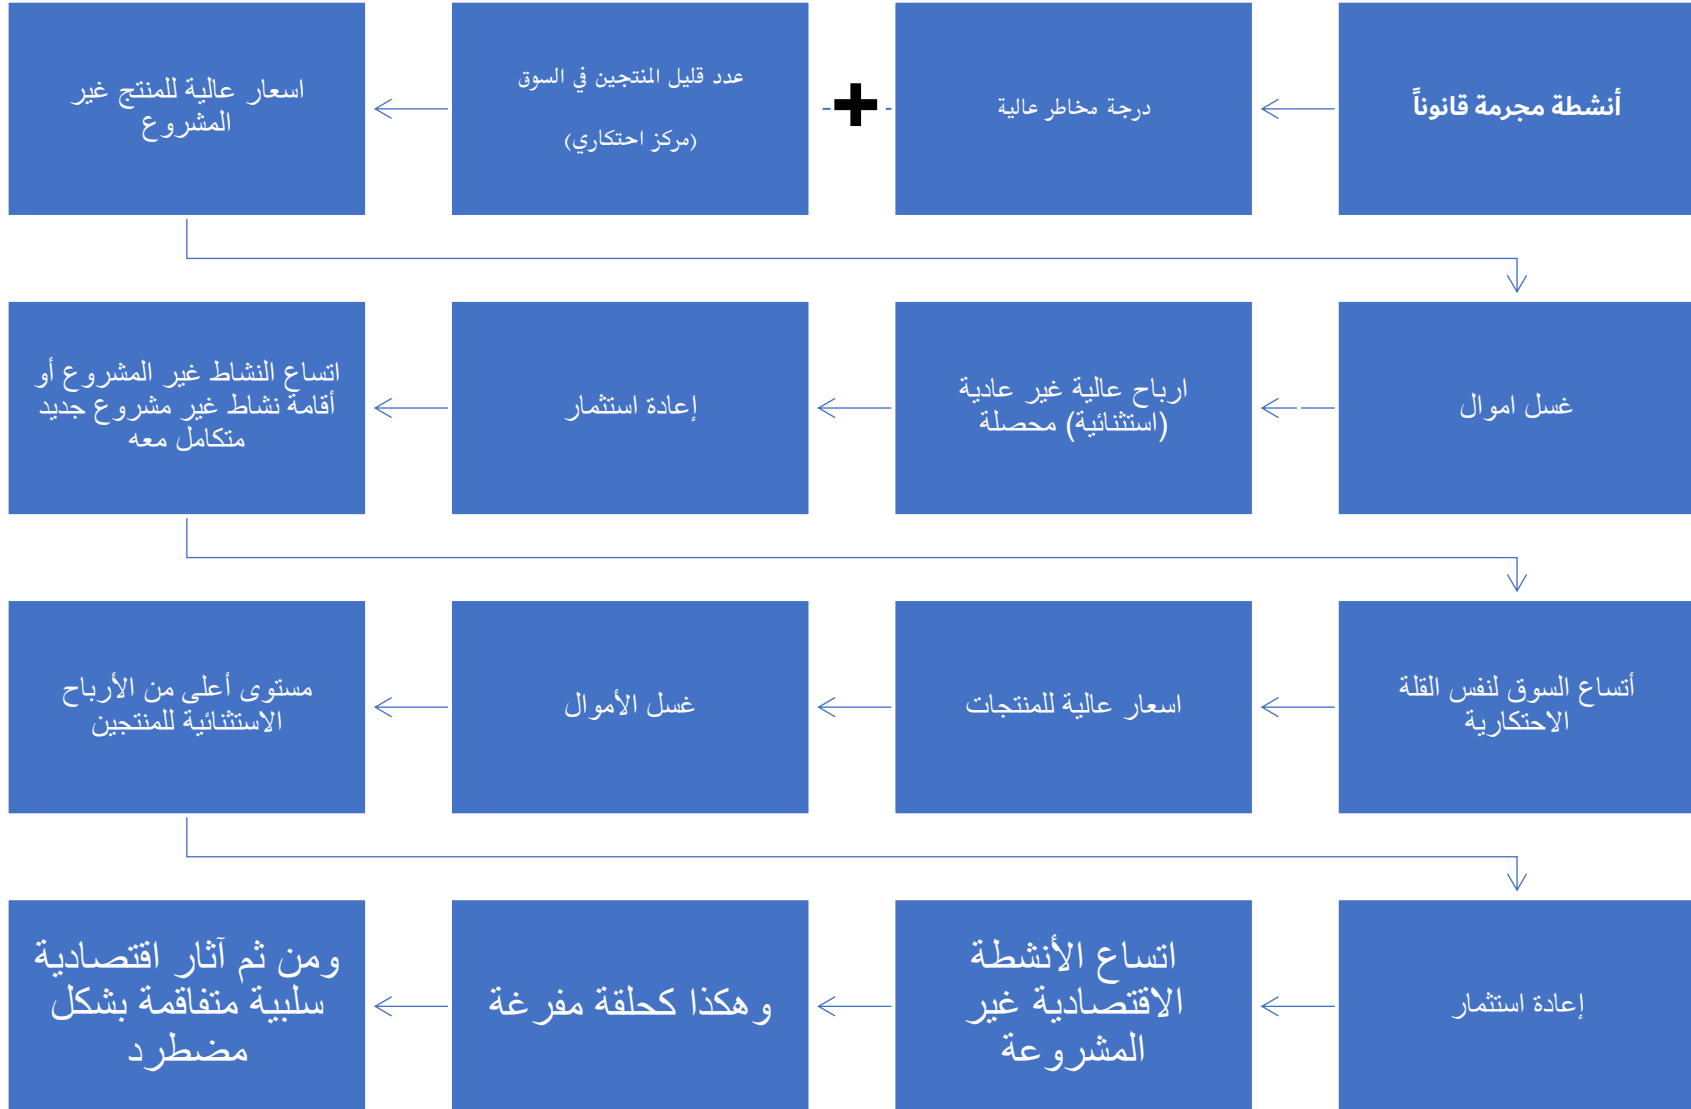 أنشطة مجرمة قانوناً
درجة مخاطر عالية
+
عدد قليل المنتجين في السوق
(مركز احتكاري)
اسعار عالية للمنتج غير
المشروع
غسل اموال
ارباح عالية غير عادية
(استثنائية) محصلة
إعادة استثمار
اتساع النشاط غير المشروع أو
أقامة نشاط غير مشروع جديد
متكامل معه
أتساع السوق لنفس القلة
الاحتكارية
اسعار عالية للمنتجات
غسل الأموال
مستوى أعلى من الأرباح
الاستثنائية للمنتجين
إعادة استثمار
اتساع الأنشطة
الاقتصادية غير
المشروعة
وهكذا كحلقة مفرغة
ومن ثم آثار اقتصادية
سلبية متفاقمة بشكل
مضطرد